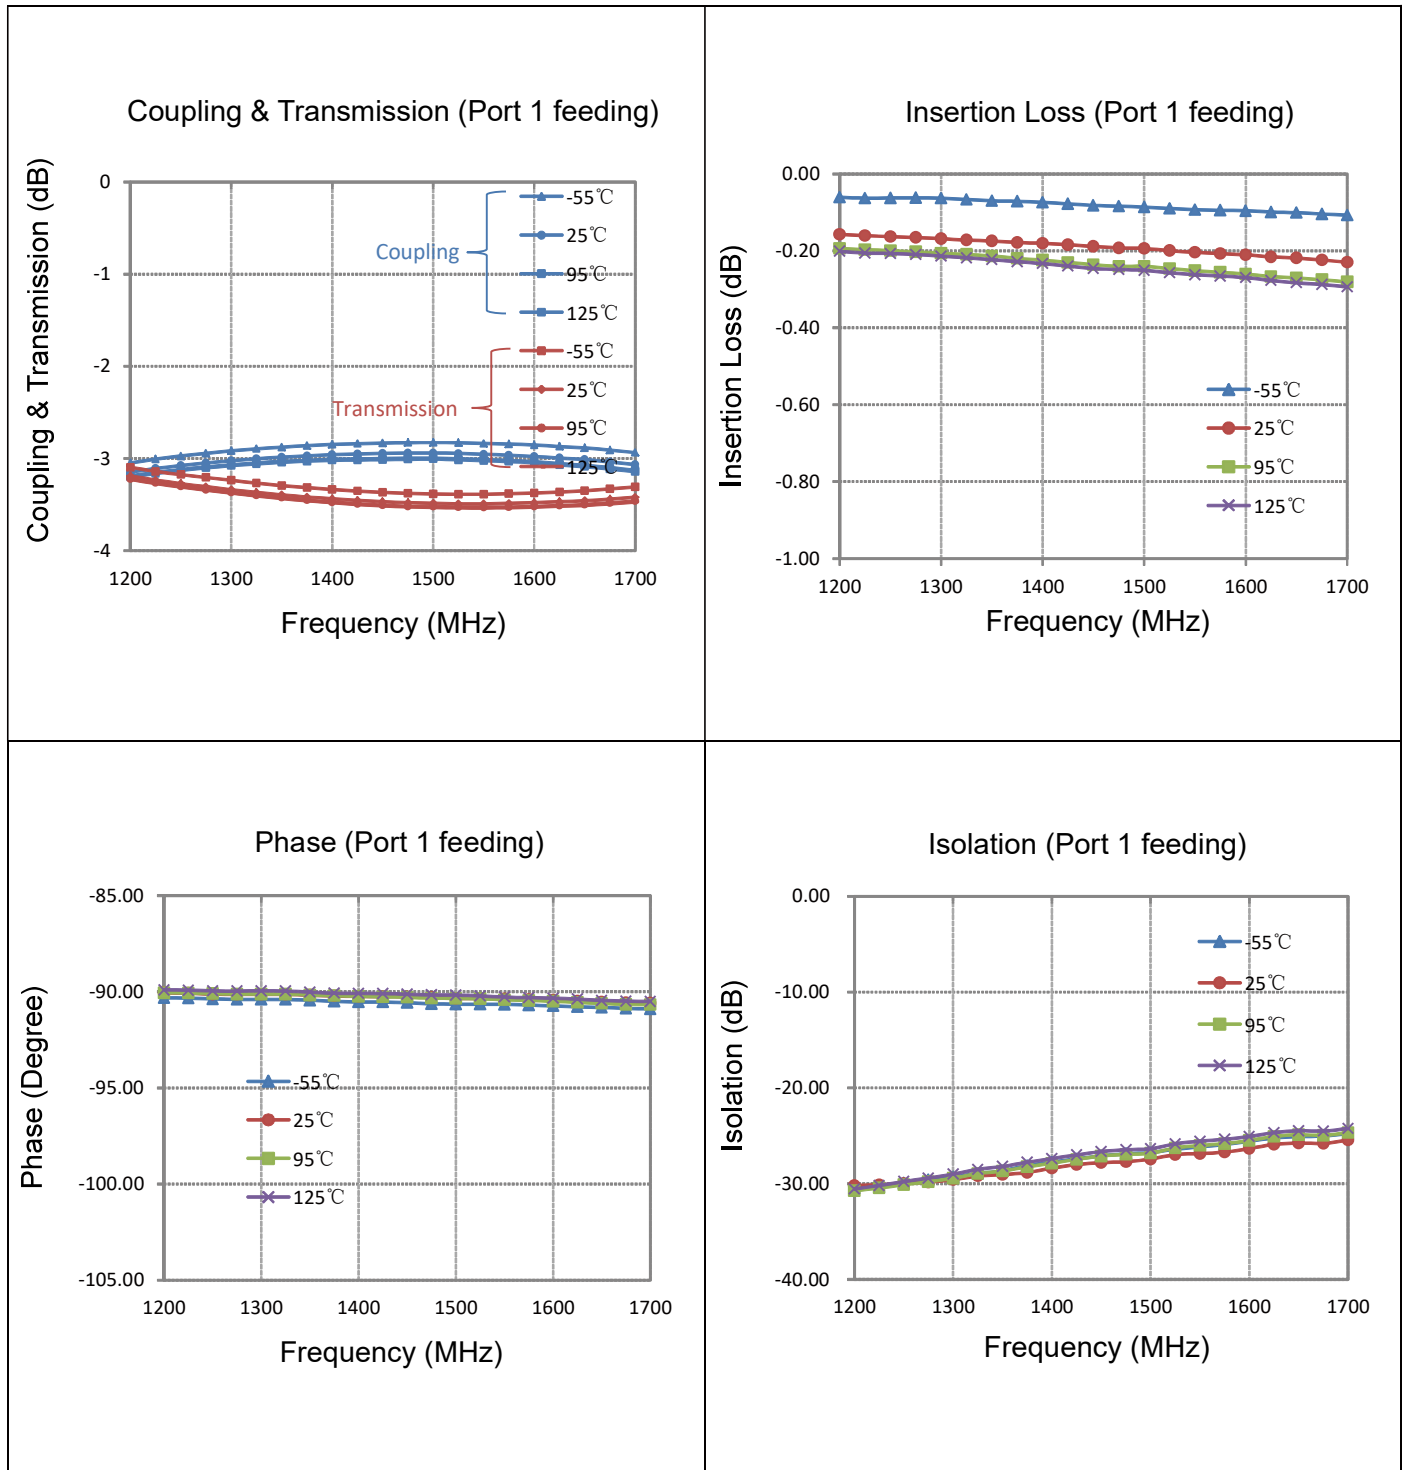 Coupling & Transmission (Port 1 feeding)
Coupling & Transmission (dB)
0
-1
-2
-3
-4
-55℃
25℃
95℃
125℃
Coupling
-55℃
25℃
95℃
125℃
Transmission
1200 1300 1400 1500 1600 1700
Frequency (MHz)
Insertion Loss (Port 1 feeding)
Insertion Loss (dB)
0.00
-0.20
-0.40
-0.60
-0.80
-1.00
-55℃
25℃
95℃
125℃
1200 1300 1400 1500 1600 1700
Frequency (MHz)
Phase (Port 1 feeding)
Phase (Degree)
-85.00
-90.00
-95.00
-100.00
-105.00
-55℃
25℃
95℃
125℃
1200 1300 1400 1500 1600 1700
Frequency (MHz)
Isolation (Port 1 feeding)
Isolation (dB)
0.00
-10.00
-20.00
-30.00
-40.00
-55℃
25℃
95℃
125℃
1200 1300 1400 1500 1600 1700
Frequency (MHz)